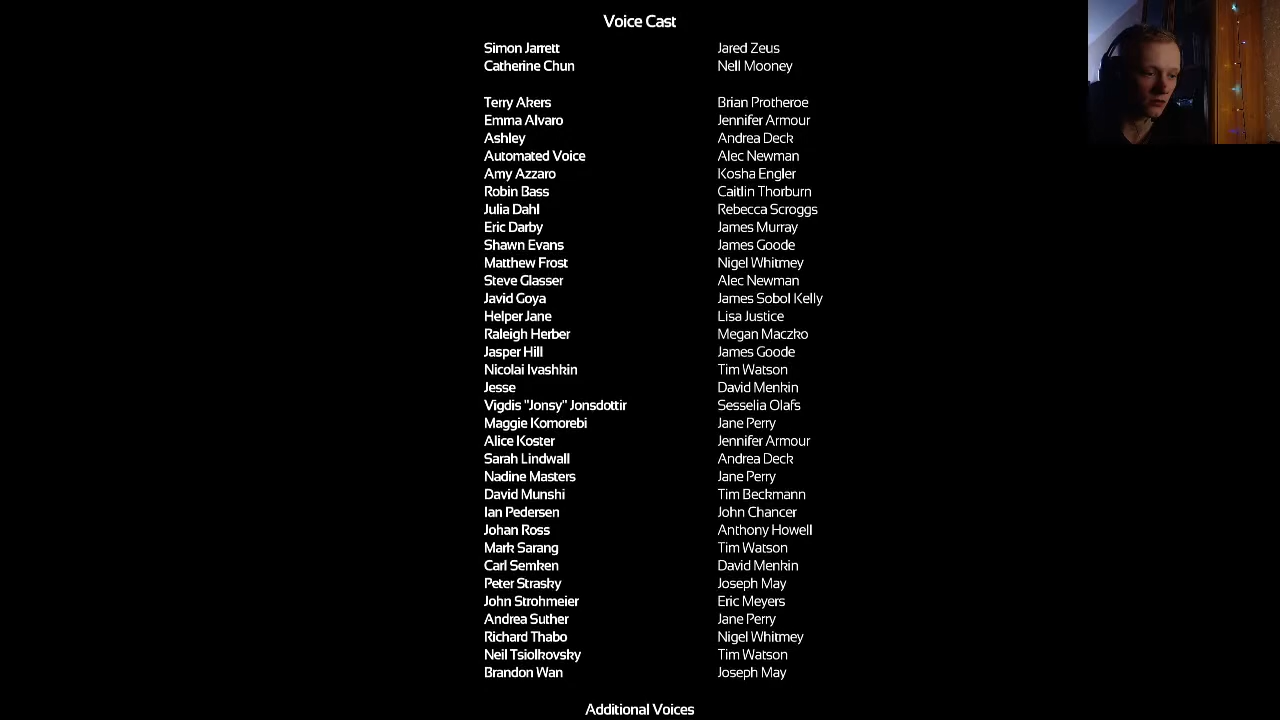 Voice Cast
Simon Jarrett Jared Zeus
Catherine Chun Nell Mooney
Terry Akers Brian Protheroe
Emma Alvaro Jennifer Armour
Ashley Andrea Deck
Automated Voice Alec Newman
Amy Azzaro Kosha Engler
Robin Bass Caitlin Thorburn
Julia Dahl Rebecca Scroggs
Eric Darby James Murray
Shawn Evans James Goode
Matthew Frost Nigel Whitmey
Steve Glasser Alec Newman
Javid Goya James Sobol Kelly
Helper Jane Lisa Justice
Raleigh Herber Megan Maczko
Jasper Hill James Goode
Nicolai Ivashkin Tim Watson
Jesse David Menkin
Vigdis "Jonsy" Jonsdottir Sesselia Olafs
Maggie Komorebi Jane Perry
Alice Koster Jennifer Armour
Sarah Lindwall Andrea Deck
Nadine Masters Jane Perry
David Munshi Tim Beckmann
Ian Pedersen John Chancer
Johan Ross Anthony Howell
Mark Sarang Tim Watson
Carl Semken David Menkin
Peter Strasky Joseph May
John Strohmeier Eric Meyers
Andrea Suther Jane Perry
Richard Thabo Nigel Whitmey
Neil Tsiolkovsky Tim Watson
Brandon Wan Joseph May
Additional Voices